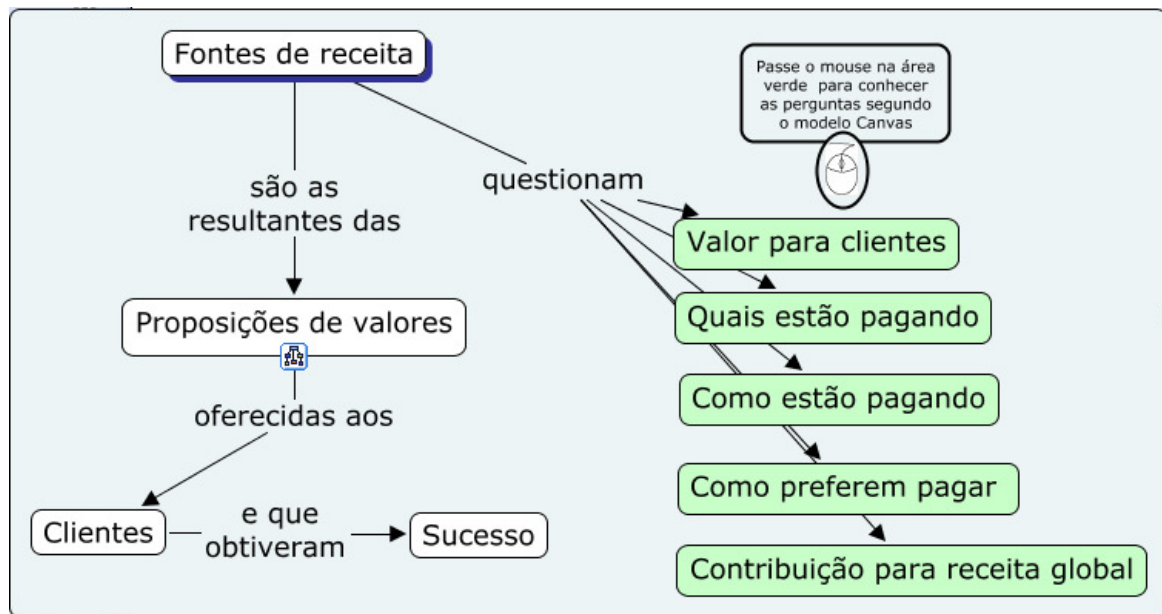 Fontes de receita
Passe o mouse na área
verde para conhecer
as perguntas segundo
o modelo Canvas
são as
resultantes das
questionam
Proposições de valores
oferecidas aos
Clientes
e que
obtiveram
Sucesso
Valor para clientes
Quais estão pagando
Como estão pagando
Como preferem pagar
Contribuição para receita global